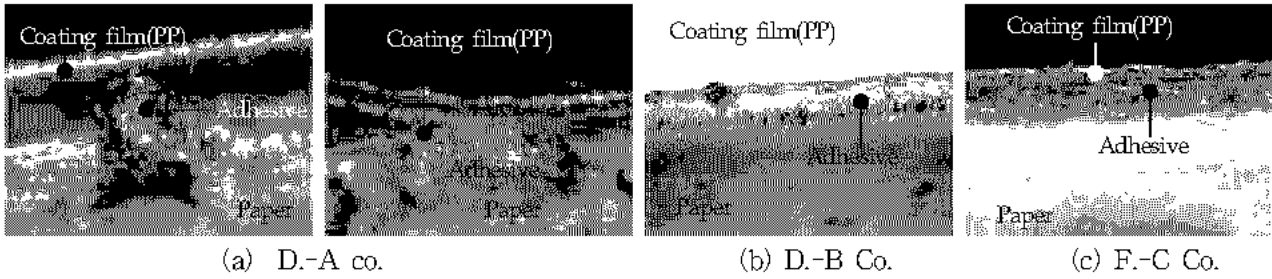 Coating film(PP)
Adhesive
Paper
Coating film(PP)
Adhesive
Paper
Coating film(PP)
Adhesive
Paper
Coating film(PP)
Adhesive
Paper
(a) D.-A co.
(b) D.-B Co.
(c) F.-C Co.